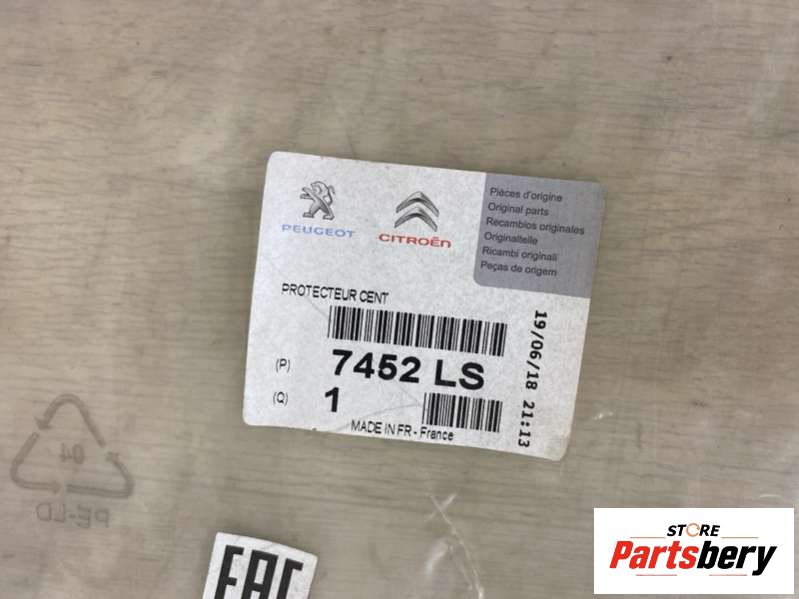 PEUGEOT
CITROËN
Pièces d'origine
Original parts
Recambios originales
Originalteile
Ricambi originali
Peças de origem
PROTECTEUR CENT
(P) 7452 LS
(Q) 1
MADE IN FR - France
19/06/18 21:13
04
PE-LD
EAC
STORE
Partsbery